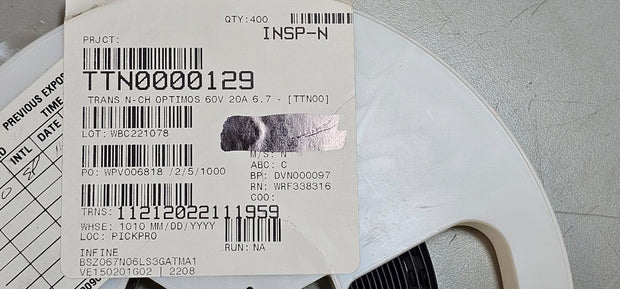 QTY:400
INSP-N
PRJCT:
TTN0000129
TRANS N-CH OPTIMOS 60V 20A 6.7 - [TTN00]
LOT: WBC221078
M/S: N
ABC: C
PO: WPV006818 /2/5/1000
BP: DVN000097
RN: WRF338316
COO:
TRNS: 11212022111959
WHSE: 1010 MM/DD/YYYY
LOC: PICKPRO
RUN: NA
INFINE
BSZ067N06LS3GATMA1
VE150201G02 | 2208
PREVIOUS EXPO
TIME
INTL
DATE